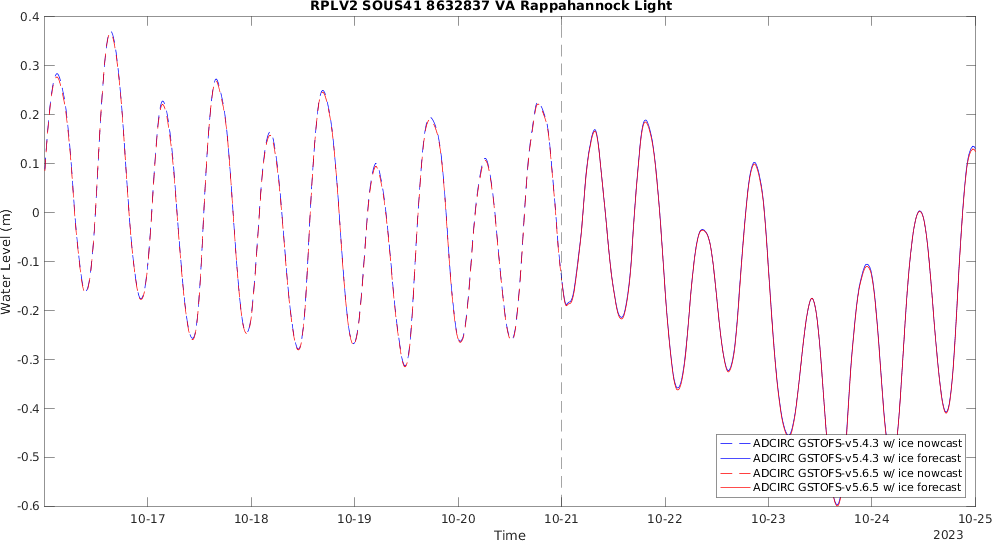 RPLV2 SOUS41 8632837 VA Rappahannock Light
0.4
0.3
0.2
0.1
0
-0.1
-0.2
-0.3
-0.4
-0.5
-0.6
Water Level (m)
ADCIRC GSTOFS-v5.4.3 w/ ice nowcast
ADCIRC GSTOFS-v5.4.3 w/ ice forecast
ADCIRC GSTOFS-v5.6.5 w/ ice nowcast
ADCIRC GSTOFS-v5.6.5 w/ ice forecast
10-17 10-18 10-19 10-20 10-21 10-22 10-23 10-24 10-25
Time
2023